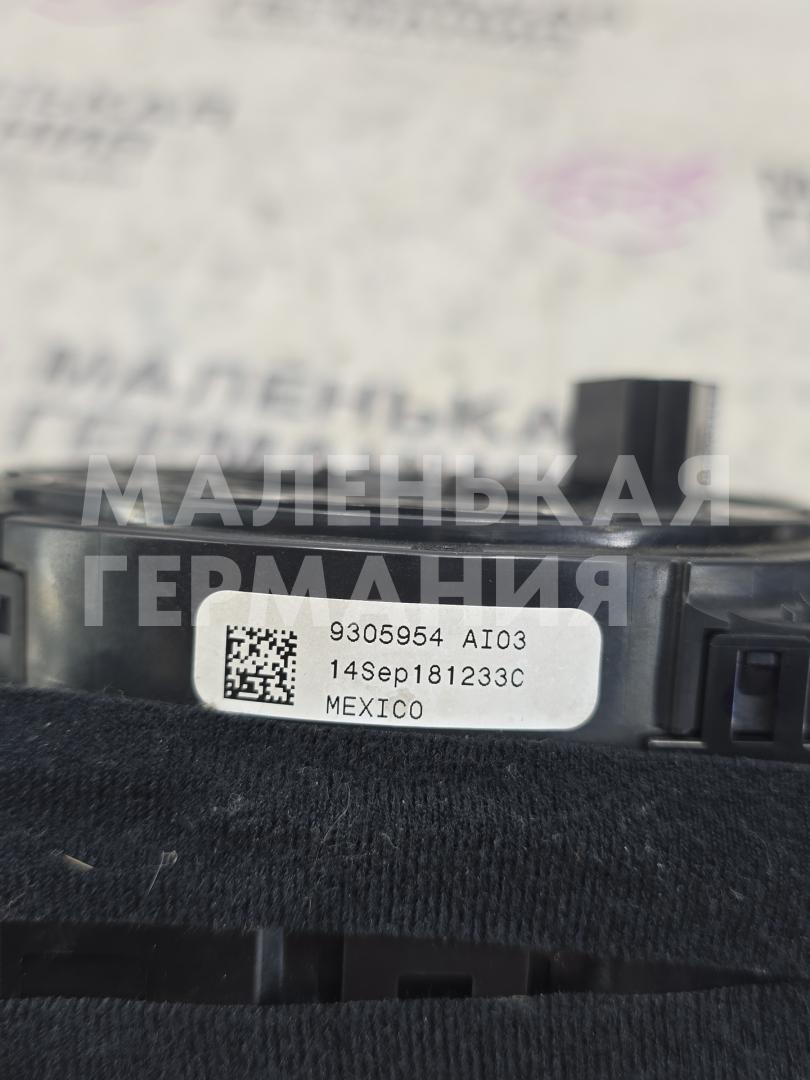 МАЛЕНЬКАЯ
ГЕРМАНИЯ
9305954 AI03
14Sep181233C
MEXICO